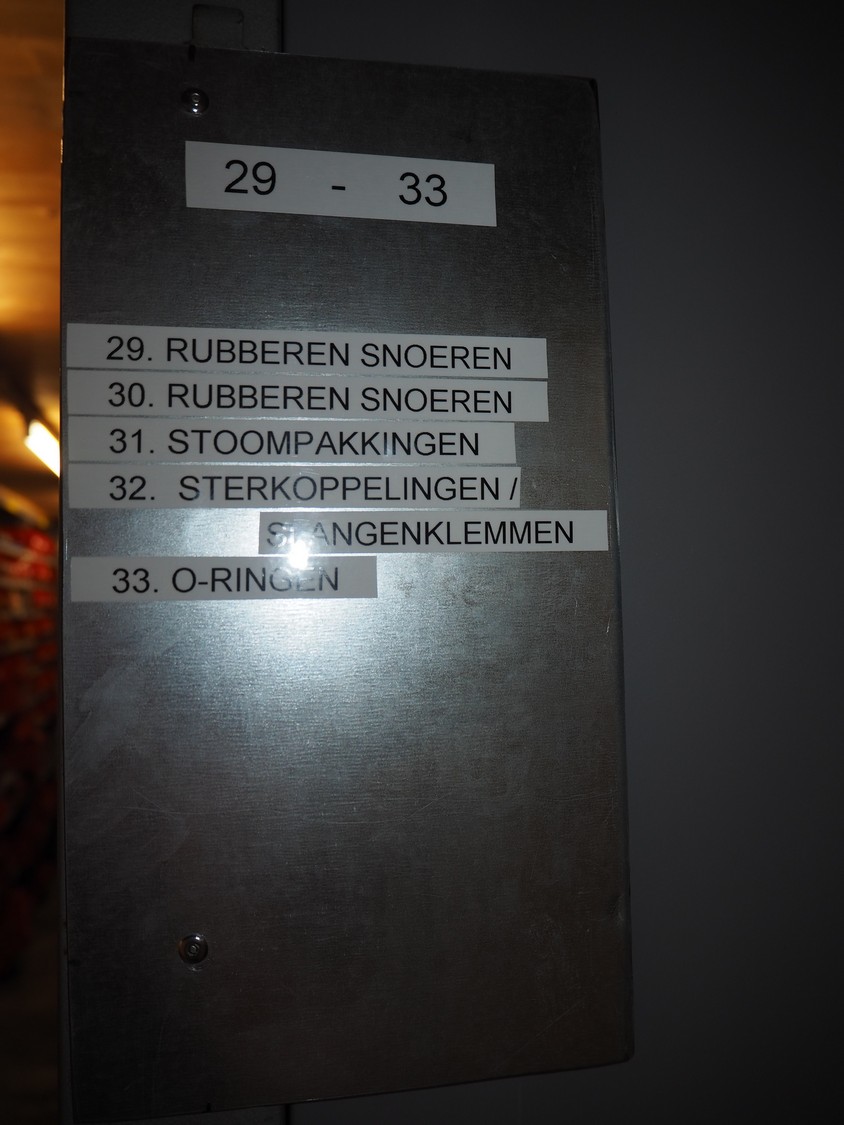 29 - 33
29. RUBBEREN SNOEREN
30. RUBBEREN SNOEREN
31. STOOMPAKKINGEN
32. STERKOPPELINGEN /
SLANGENKLEMMEN
33. O-RINGEN